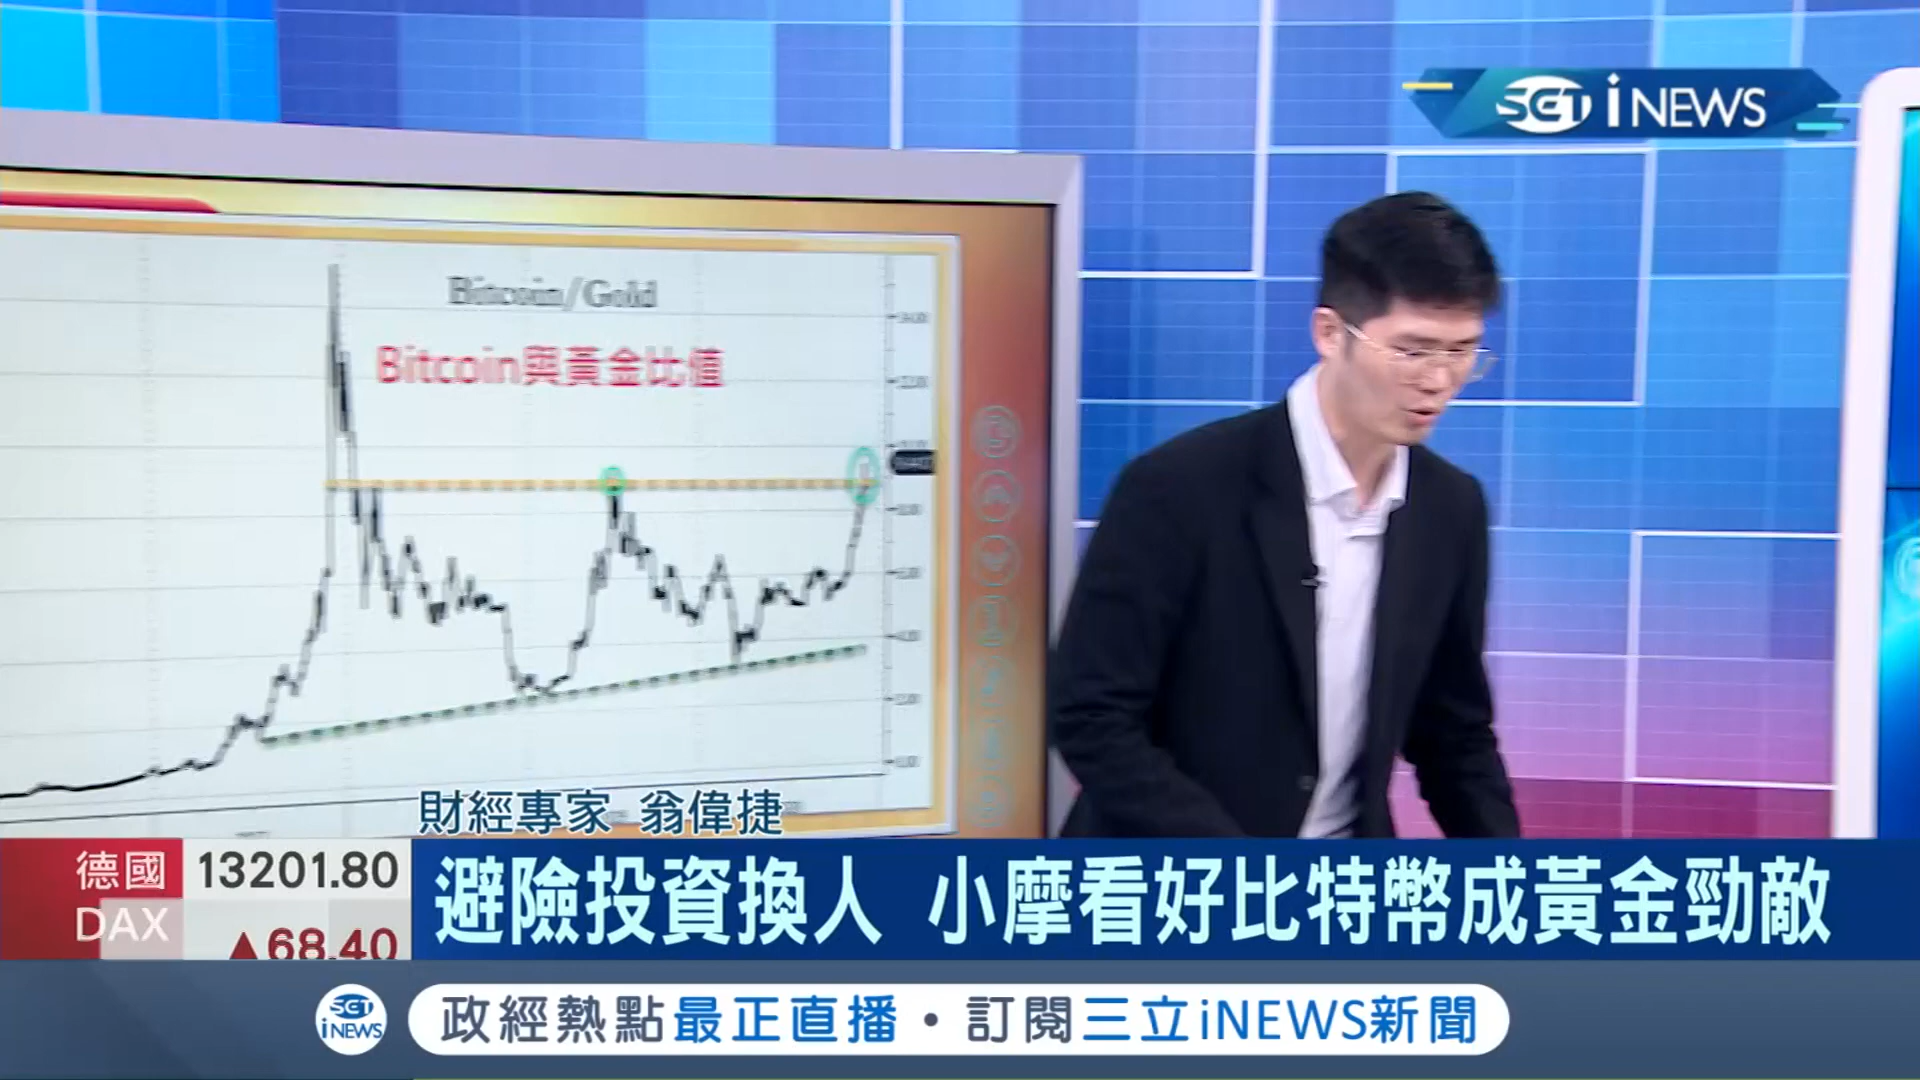 SET iNEWS
Bitcoin/Gold
Bitcoin與黃金比值
財經專家 翁偉捷
德國 13201.80
DAX ▲68.40
避險投資換人 小摩看好比特幣成黃金勁敵
SET iNEWS
政經熱點最正直播・訂閱三立iNEWS新聞